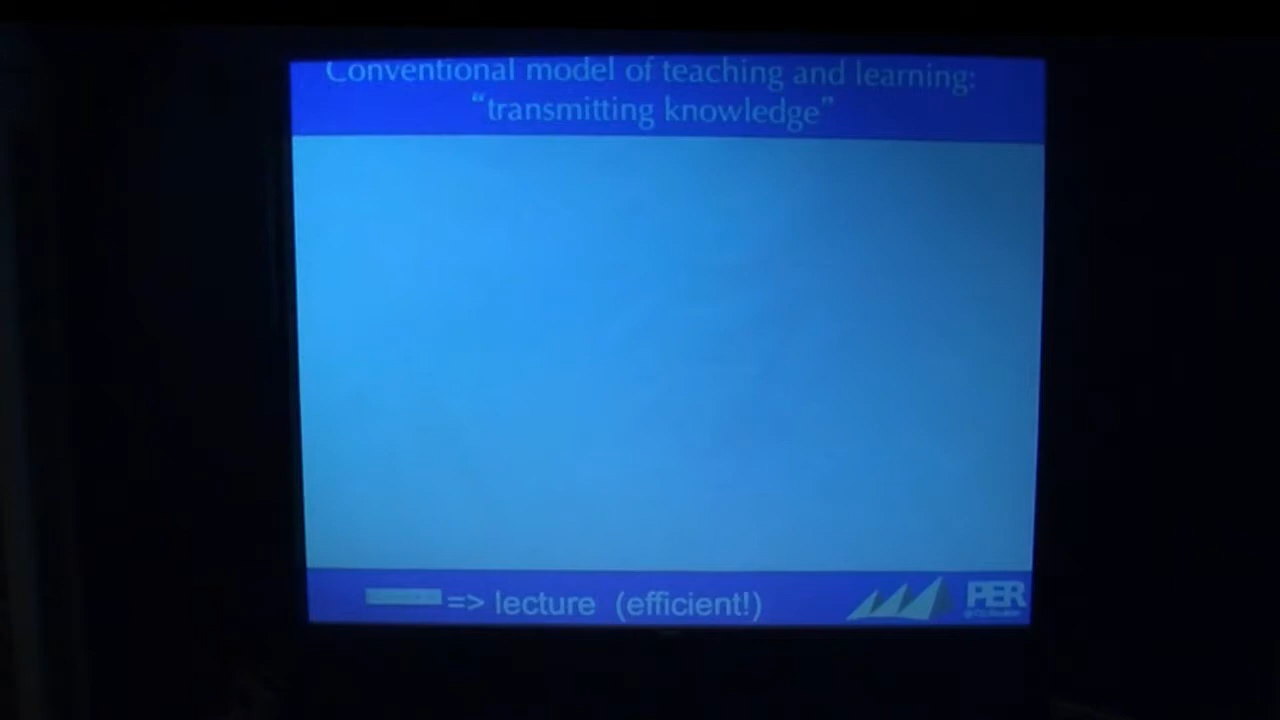 Conventional model of teaching and learning:
“transmitting knowledge”
=> lecture (efficient!)
PER